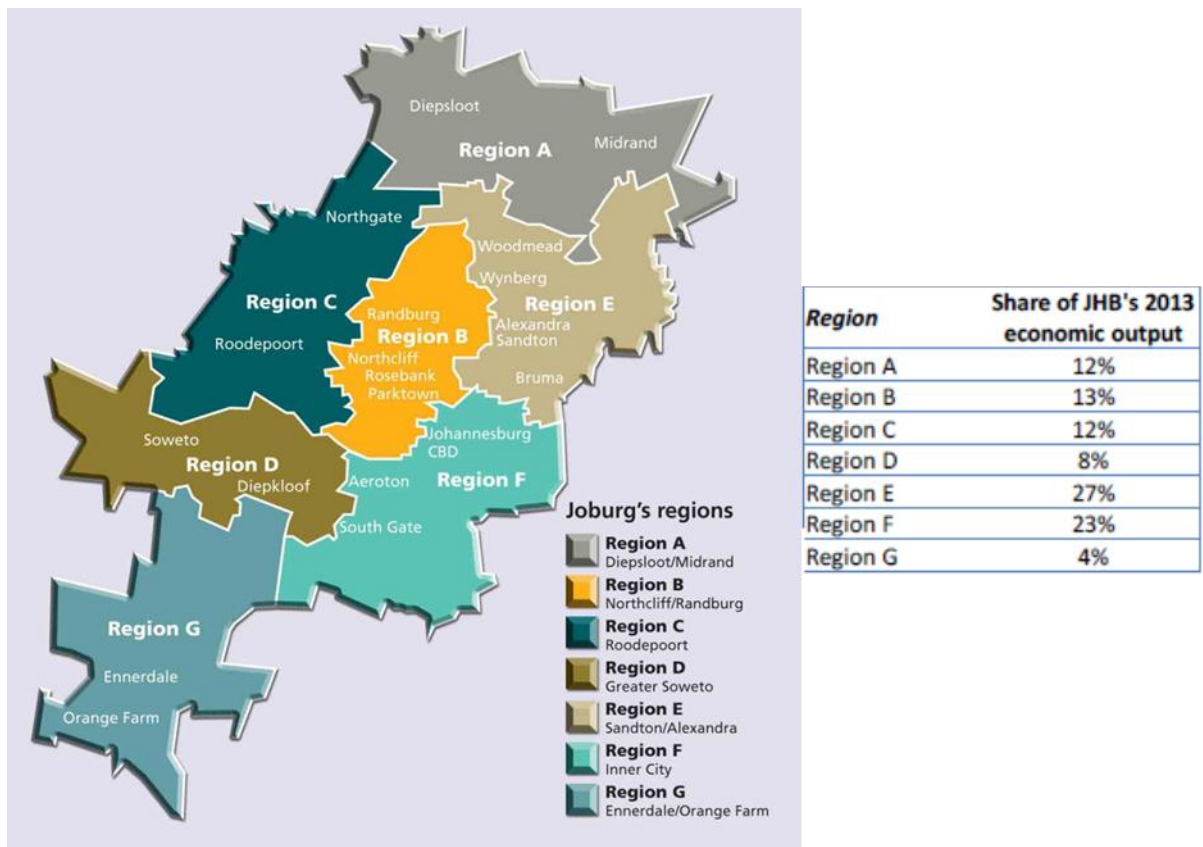 Diepsloot
Midrand
Region A
Northgate
Woodmead
Wynberg
Region C
Region E
Randburg
Region B
Alexandra
Sandton
Roodepoort
Northcliff
Rosebank
Parktown
Bruma
Soweto
Johannesburg
CBD
Region D
Diepkloof
Aeroton
Region F
South Gate
Region G
Ennerdale
Orange Farm
Joburg's regions
Region A
Diepsloot/Midrand
Region B
Northcliff/Randburg
Region C
Roodepoort
Region D
Greater Soweto
Region E
Sandton/Alexandra
Region F
Inner City
Region G
Ennerdale/Orange Farm
Region Share of JHB's 2013
economic output
Region A 12%
Region B 13%
Region C 12%
Region D 8%
Region E 27%
Region F 23%
Region G 4%